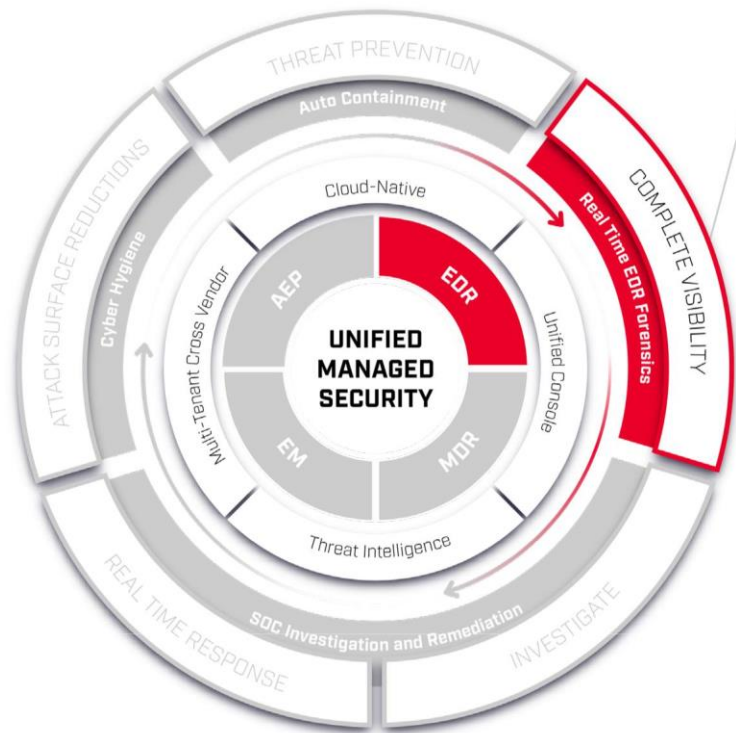 THREAT PREVENTION
Auto Containment
COMPLETE VISIBILITY
Real Time EDR Forensics
ATTACK SURFACE REDUCTIONS
Cyber Hygiene
Cloud-Native
Multi-Tenant Cross Vendor
Unified Console
AEP
EDR
UNIFIED
MANAGED
SECURITY
EM
MDR
Threat Intelligence
SOC Investigation and Remediation
REAL TIME RESPONSE
INVESTIGATE